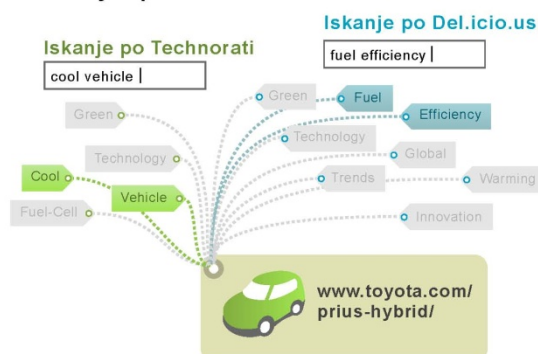 Iskanje po Del.icio.us
fuel efficiency
Iskanje po Technorati
cool vehicle
Green
Fuel
Efficiency
Green
Technology
Technology
Global
Cool
Trends
Warming
Vehicle
Fuel-Cell
Innovation
www.toyota.com/
prius-hybrid/